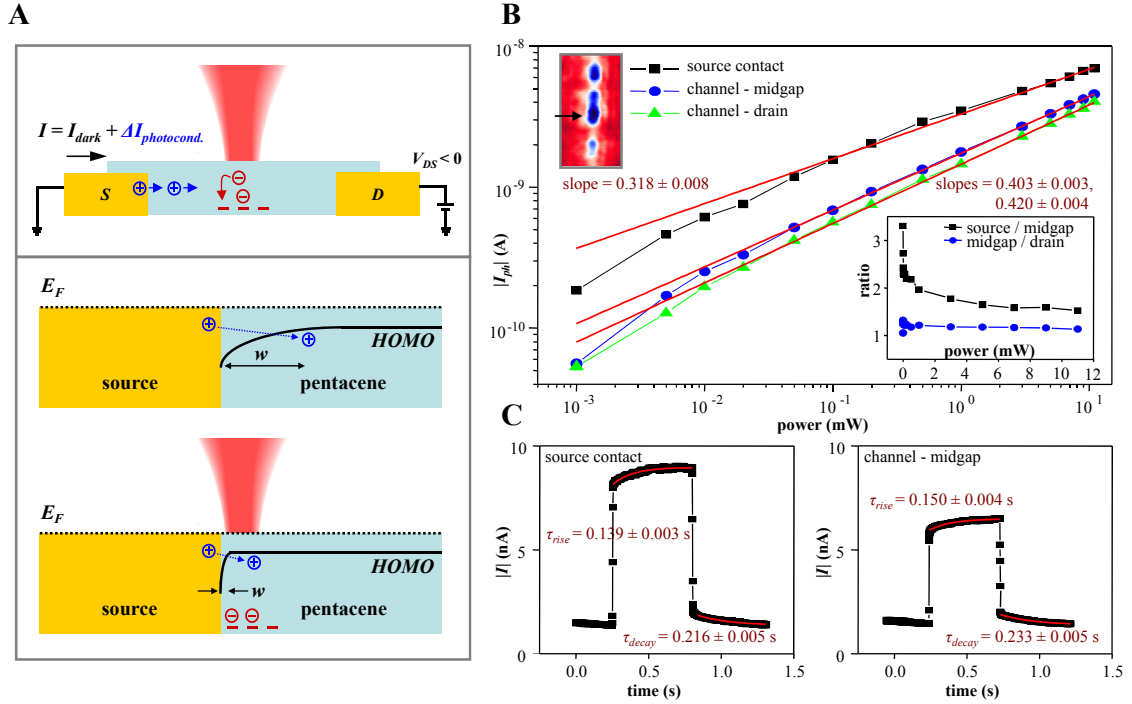 A
I = I_dark + ΔI_photocond.
V_DS < 0
S
D
E_F
HOMO
w
source
pentacene
E_F
HOMO
w
source
pentacene
B
10⁻⁸
10⁻⁹
10⁻¹⁰
|I_ph| (A)
source contact
channel - midgap
channel - drain
slope = 0.318 ± 0.008
slopes = 0.403 ± 0.003,
0.420 ± 0.004
source / midgap
midgap / drain
3
2
1
ratio
0 2 4 6 8 10 12
power (mW)
10⁻³ 10⁻² 10⁻¹ 10⁰ 10¹
power (mW)
C
source contact
τ_rise = 0.139 ± 0.003 s
τ_decay = 0.216 ± 0.005 s
10
5
0
|I| (nA)
0.0 0.5 1.0 1.5
time (s)
channel - midgap
τ_rise = 0.150 ± 0.004 s
τ_decay = 0.233 ± 0.005 s
10
5
0
|I| (nA)
0.0 0.5 1.0 1.5
time (s)